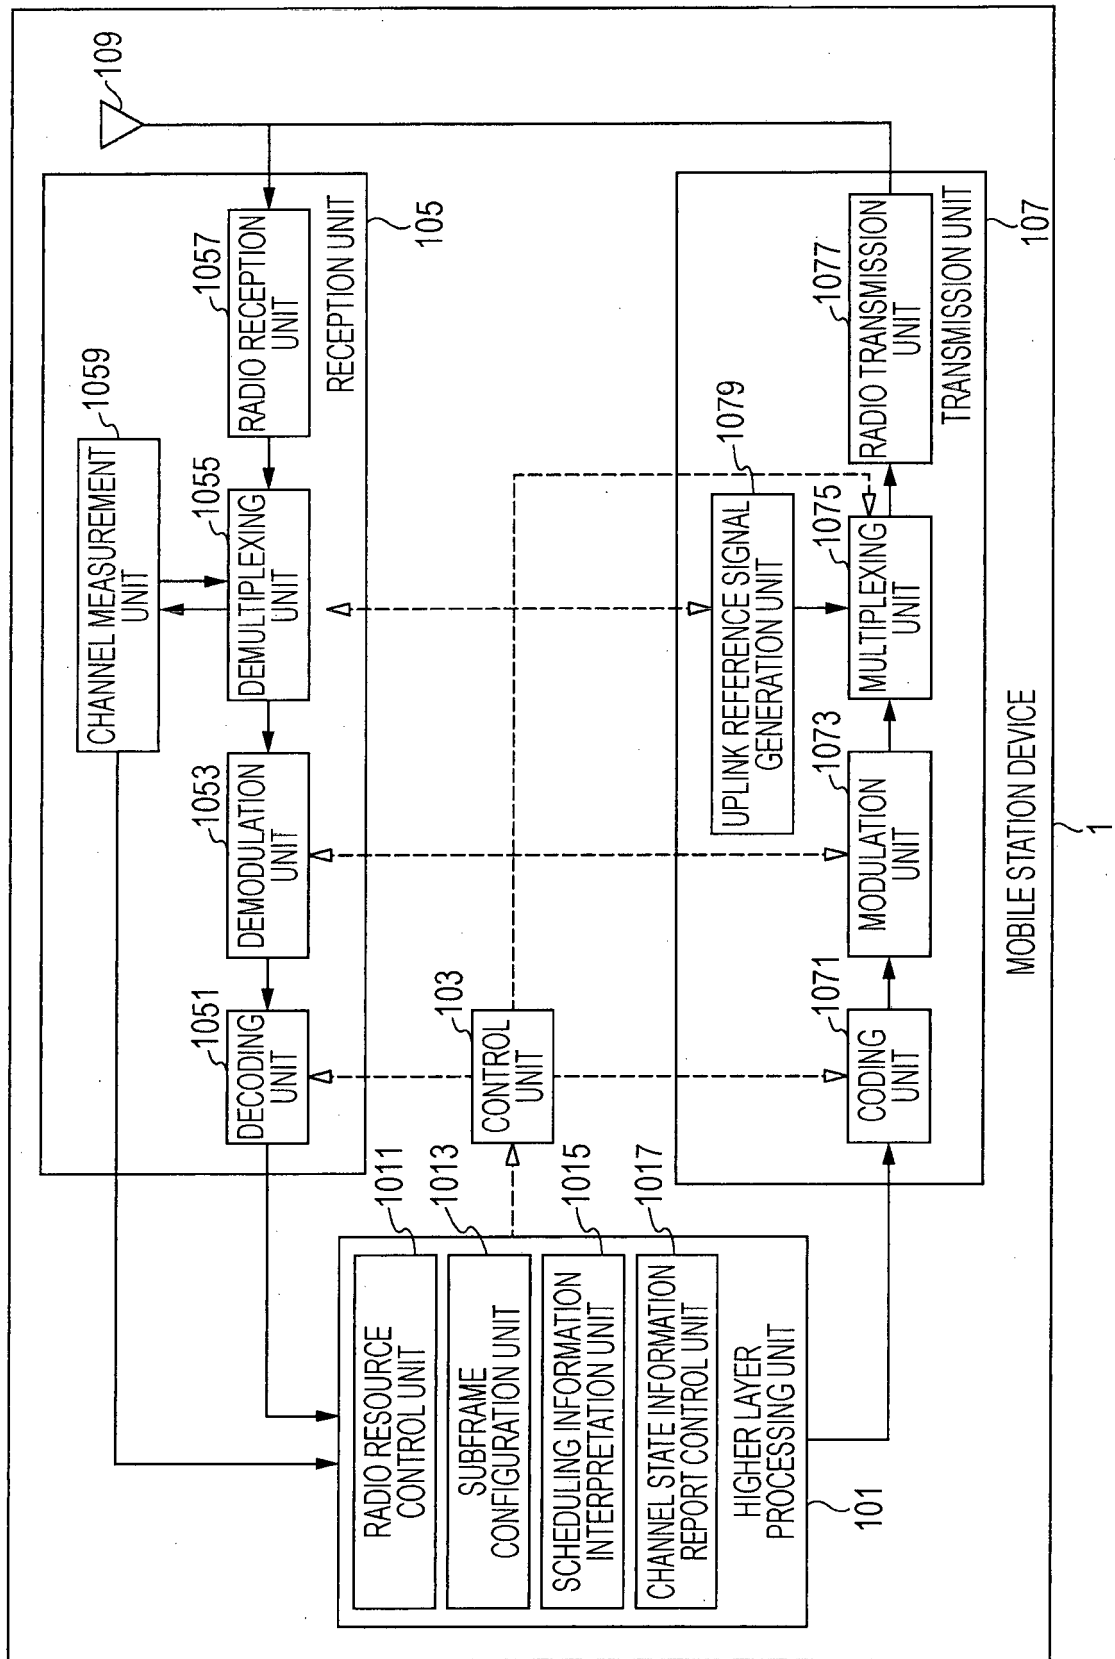 109
CHANNEL MEASUREMENT
UNIT
1059
DECODING
UNIT
1051
DEMODULATION
UNIT
1053
DEMULTIPLEXING
UNIT
1055
RADIO RECEPTION
UNIT
1057
RECEPTION UNIT
105
RADIO RESOURCE
CONTROL UNIT
1011
SUBFRAME
CONFIGURATION UNIT
1013
SCHEDULING INFORMATION
INTERPRETATION UNIT
1015
CHANNEL STATE INFORMATION
REPORT CONTROL UNIT
1017
HIGHER LAYER
PROCESSING UNIT
101
CONTROL
UNIT
103
UPLINK REFERENCE SIGNAL
GENERATION UNIT
1079
CODING
UNIT
1071
MODULATION
UNIT
1073
MULTIPLEXING
UNIT
1075
RADIO TRANSMISSION
UNIT
1077
TRANSMISSION UNIT
107
MOBILE STATION DEVICE
1